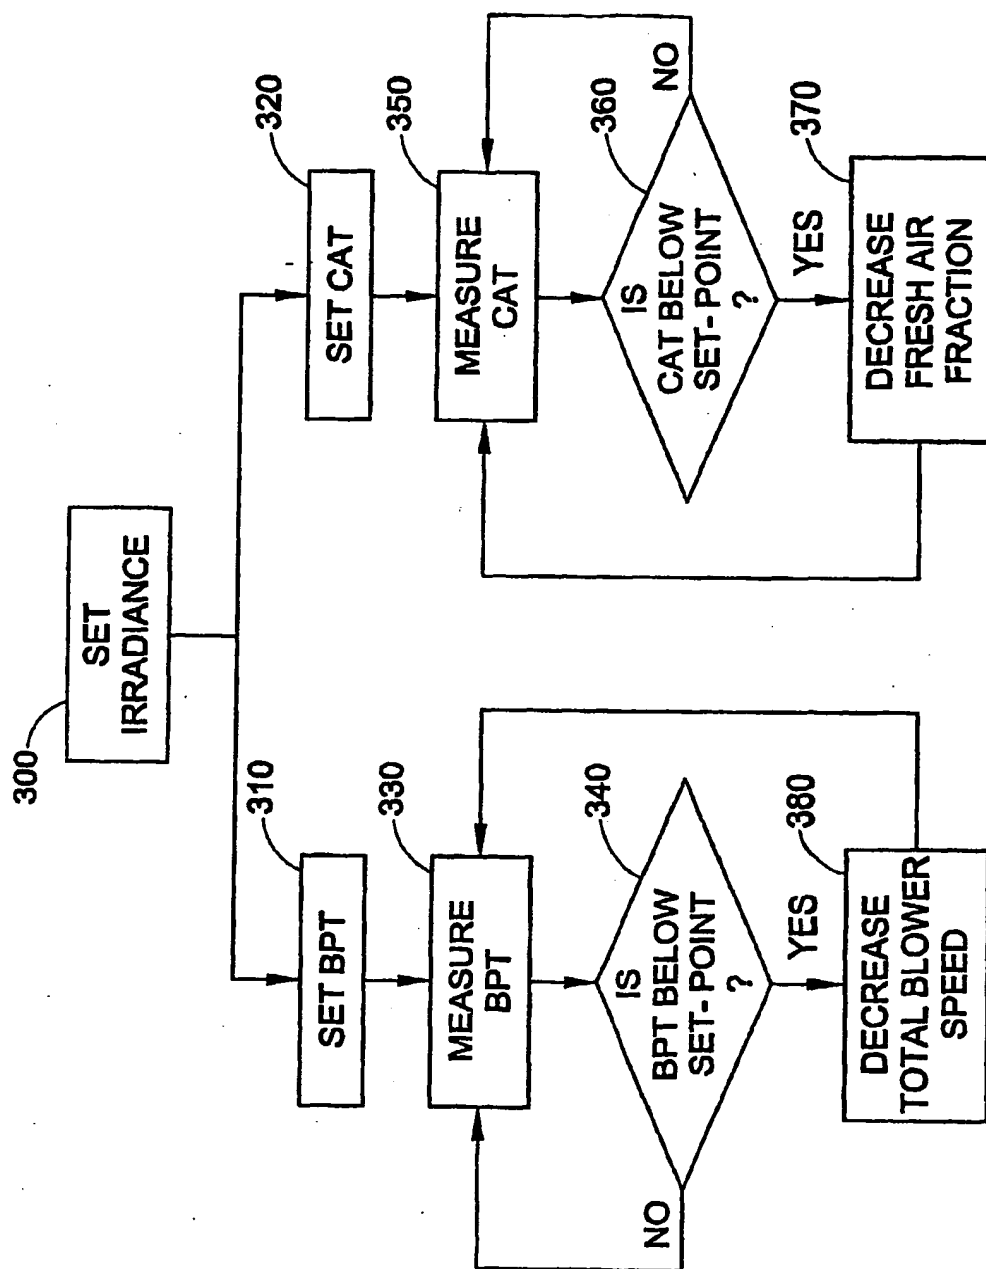 300
SET
IRRADIANCE
310
SET BPT
320
SET CAT
330
MEASURE
BPT
350
MEASURE
CAT
340
IS
BPT BELOW
SET-POINT
?
NO
YES
360
IS
CAT BELOW
SET-POINT
?
NO
YES
380
DECREASE
TOTAL BLOWER
SPEED
370
DECREASE
FRESH AIR
FRACTION